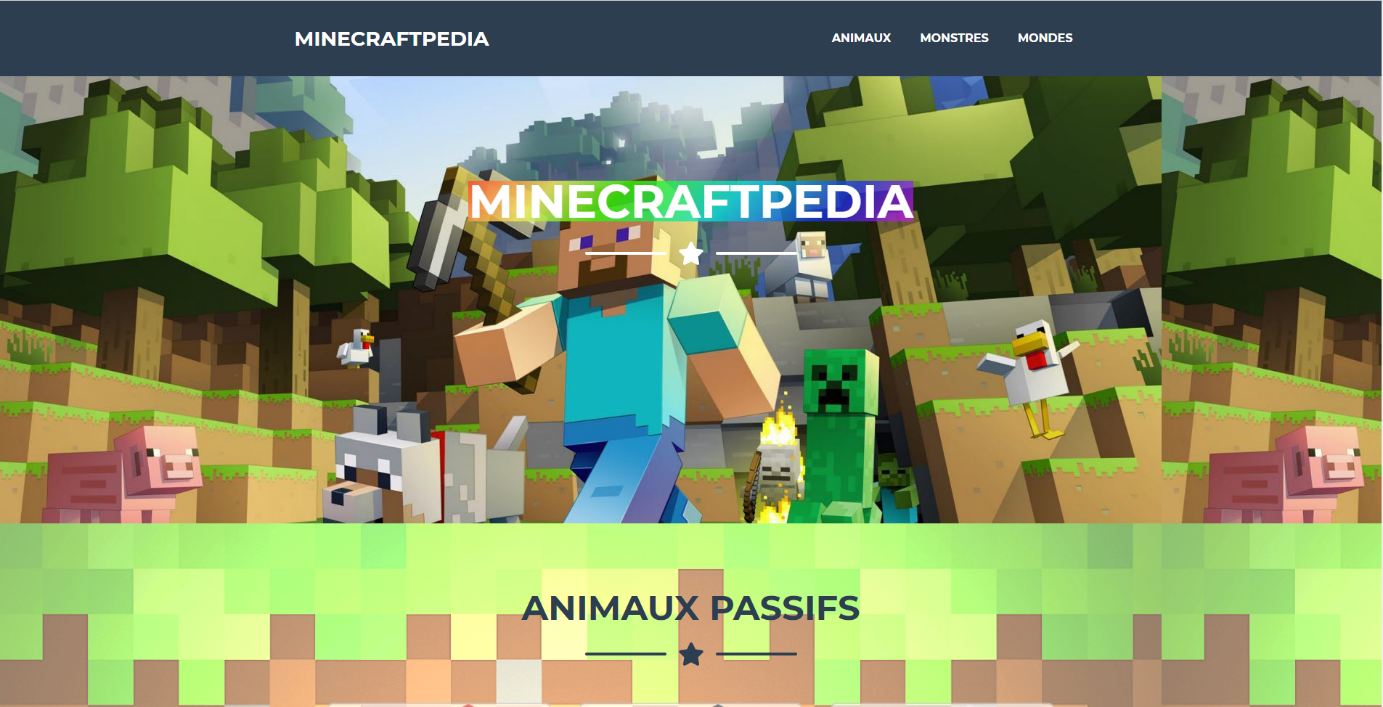 MINECRAFTPEDIA
ANIMAUX MONSTRES MONDES
MINECRAFTPEDIA
ANIMAUX PASSIFS